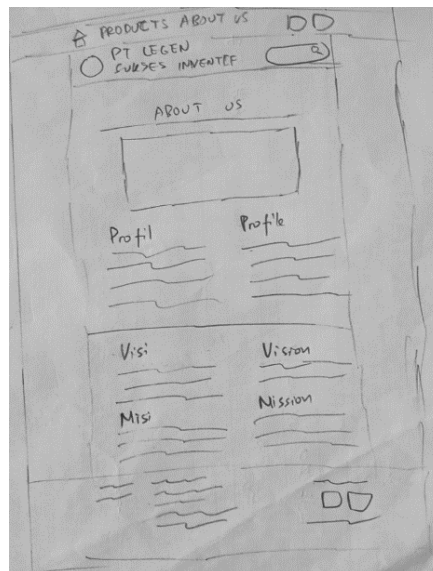 PRODUCTS ABOUT US
PT LEGEN
SUKSES INVENTEF
ABOUT US
Profil
Profile
Visi
Vision
Misi
Mission